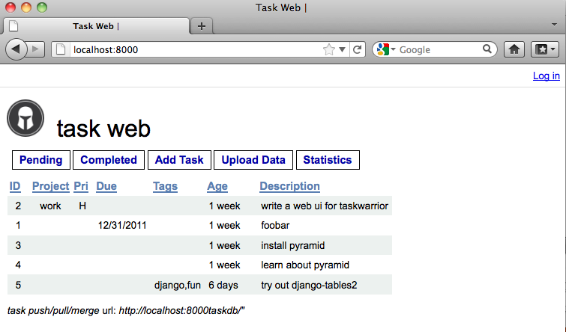 Task Web |
Task Web |
localhost:8000
Google
Log in
task web
Pending Completed Add Task Upload Data Statistics
ID Project Pri Due Tags Age Description
2 work H 1 week write a web ui for taskwarrior
1 12/31/2011 1 week foobar
3 1 week install pyramid
4 1 week learn about pyramid
5 django,fun 6 days try out django-tables2
task push/pull/merge url: http://localhost:8000taskdb/"